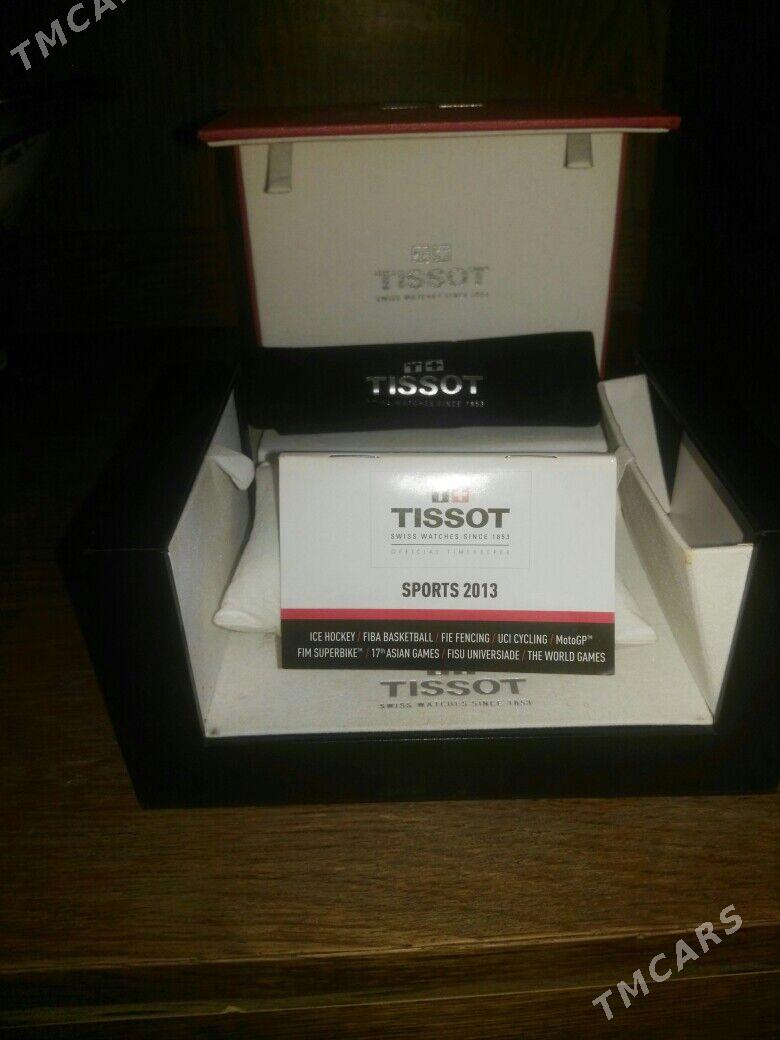 TMCARS
TISSOT
SWISS WATCHES SINCE 1853
TISSOT
SWISS WATCHES SINCE 1853
TISSOT
SWISS WATCHES SINCE 1853
OFFICIAL TIMEKEEPER
SPORTS 2013
ICE HOCKEY / FIBA BASKETBALL / FIE FENCING / UCI CYCLING / MotoGP™
FIM SUPERBIKE™ / 17th ASIAN GAMES / FISU UNIVERSIADE / THE WORLD GAMES
TISSOT
SWISS WATCHES SINCE 1853
TMCARS